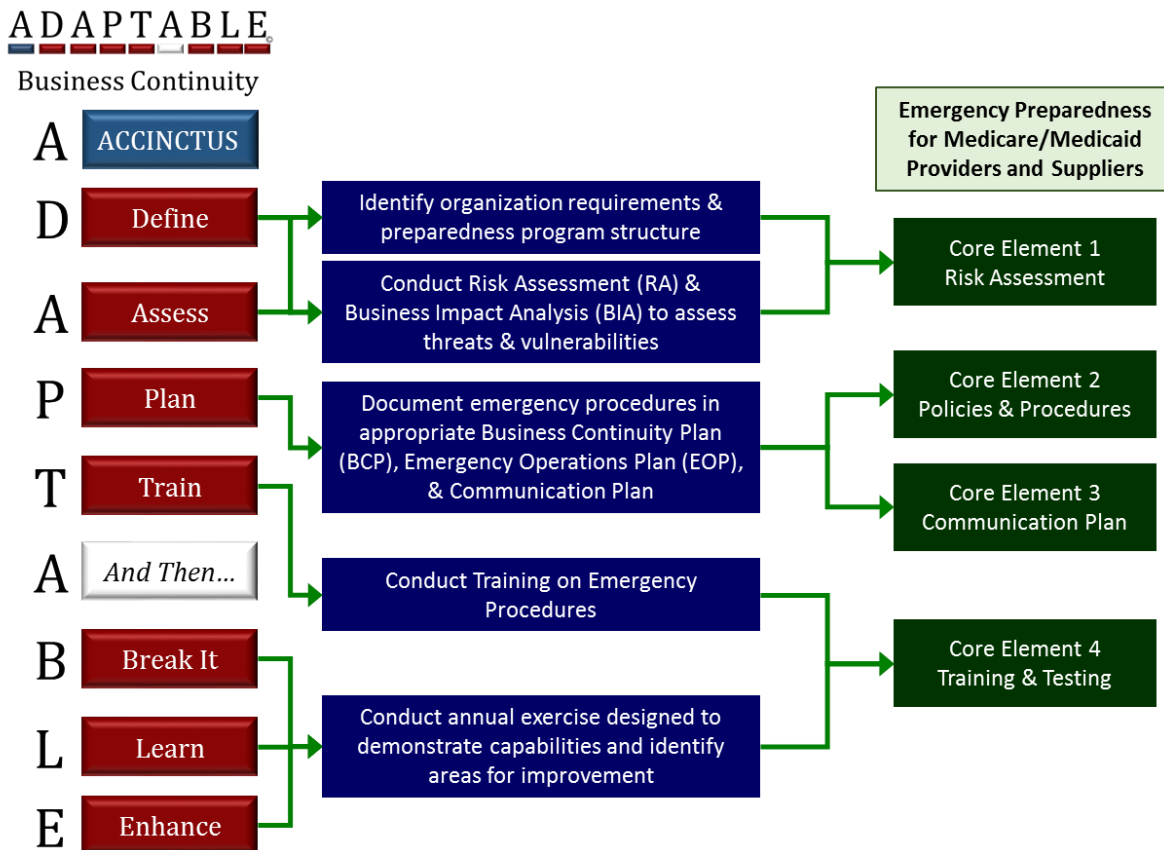 ADAPTABLE©
Business Continuity
A ACCINCTUS
D Define
A Assess
P Plan
T Train
A And Then...
B Break It
L Learn
E Enhance
Identify organization requirements &
preparedness program structure
Conduct Risk Assessment (RA) &
Business Impact Analysis (BIA) to assess
threats & vulnerabilities
Document emergency procedures in
appropriate Business Continuity Plan
(BCP), Emergency Operations Plan (EOP),
& Communication Plan
Conduct Training on Emergency
Procedures
Conduct annual exercise designed to
demonstrate capabilities and identify
areas for improvement
Emergency Preparedness
for Medicare/Medicaid
Providers and Suppliers
Core Element 1
Risk Assessment
Core Element 2
Policies & Procedures
Core Element 3
Communication Plan
Core Element 4
Training & Testing